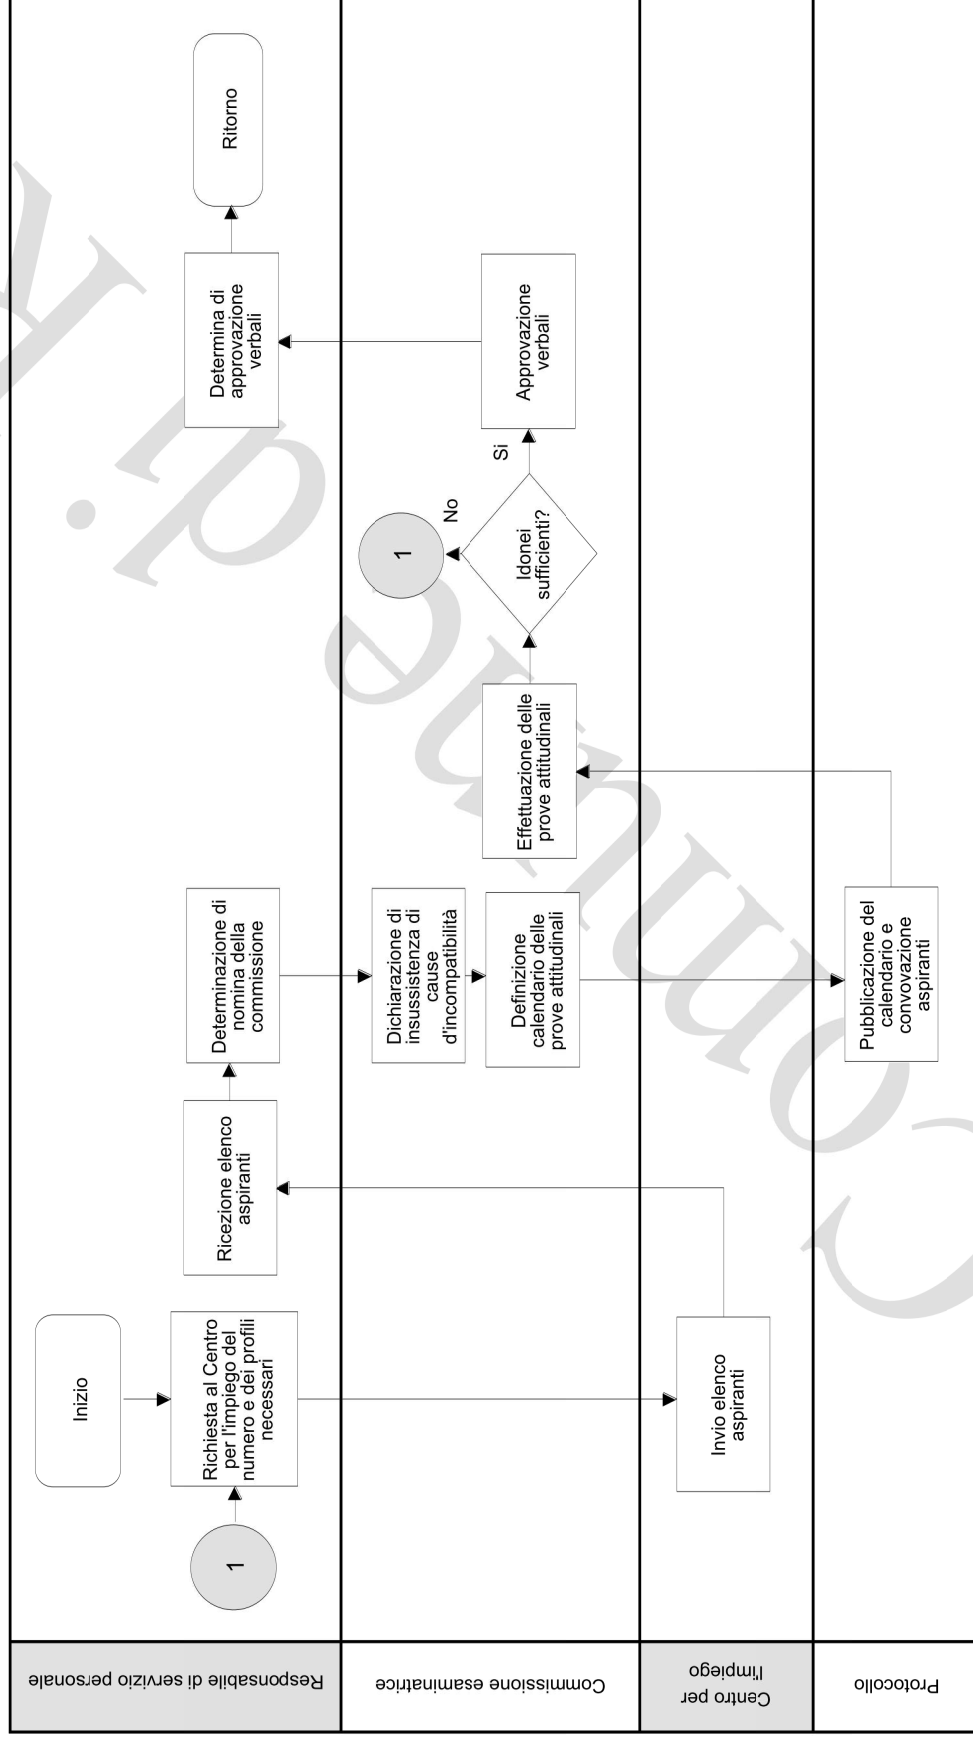 Responsabile di servizio personale
Commissione esaminatrice
Centro per
l'impiego
Protocollo
1
Inizio
Richiesta al Centro
per l'impiego del
numero e dei profili
necessari
Invio elenco
aspiranti
Ricezione elenco
aspiranti
Determinazione di
nomina della
commissione
Dichiarazione di
insussistenza di
cause
d'incompatibilità
Definizione
calendario delle
prove attitudinali
Pubblicazione del
calendario e
convovazione
aspiranti
Effettuazione delle
prove attitudinali
Idonei
sufficienti?
No
1
Si
Approvazione
verbali
Determina di
approvazione
verbali
Ritorno
Comune di